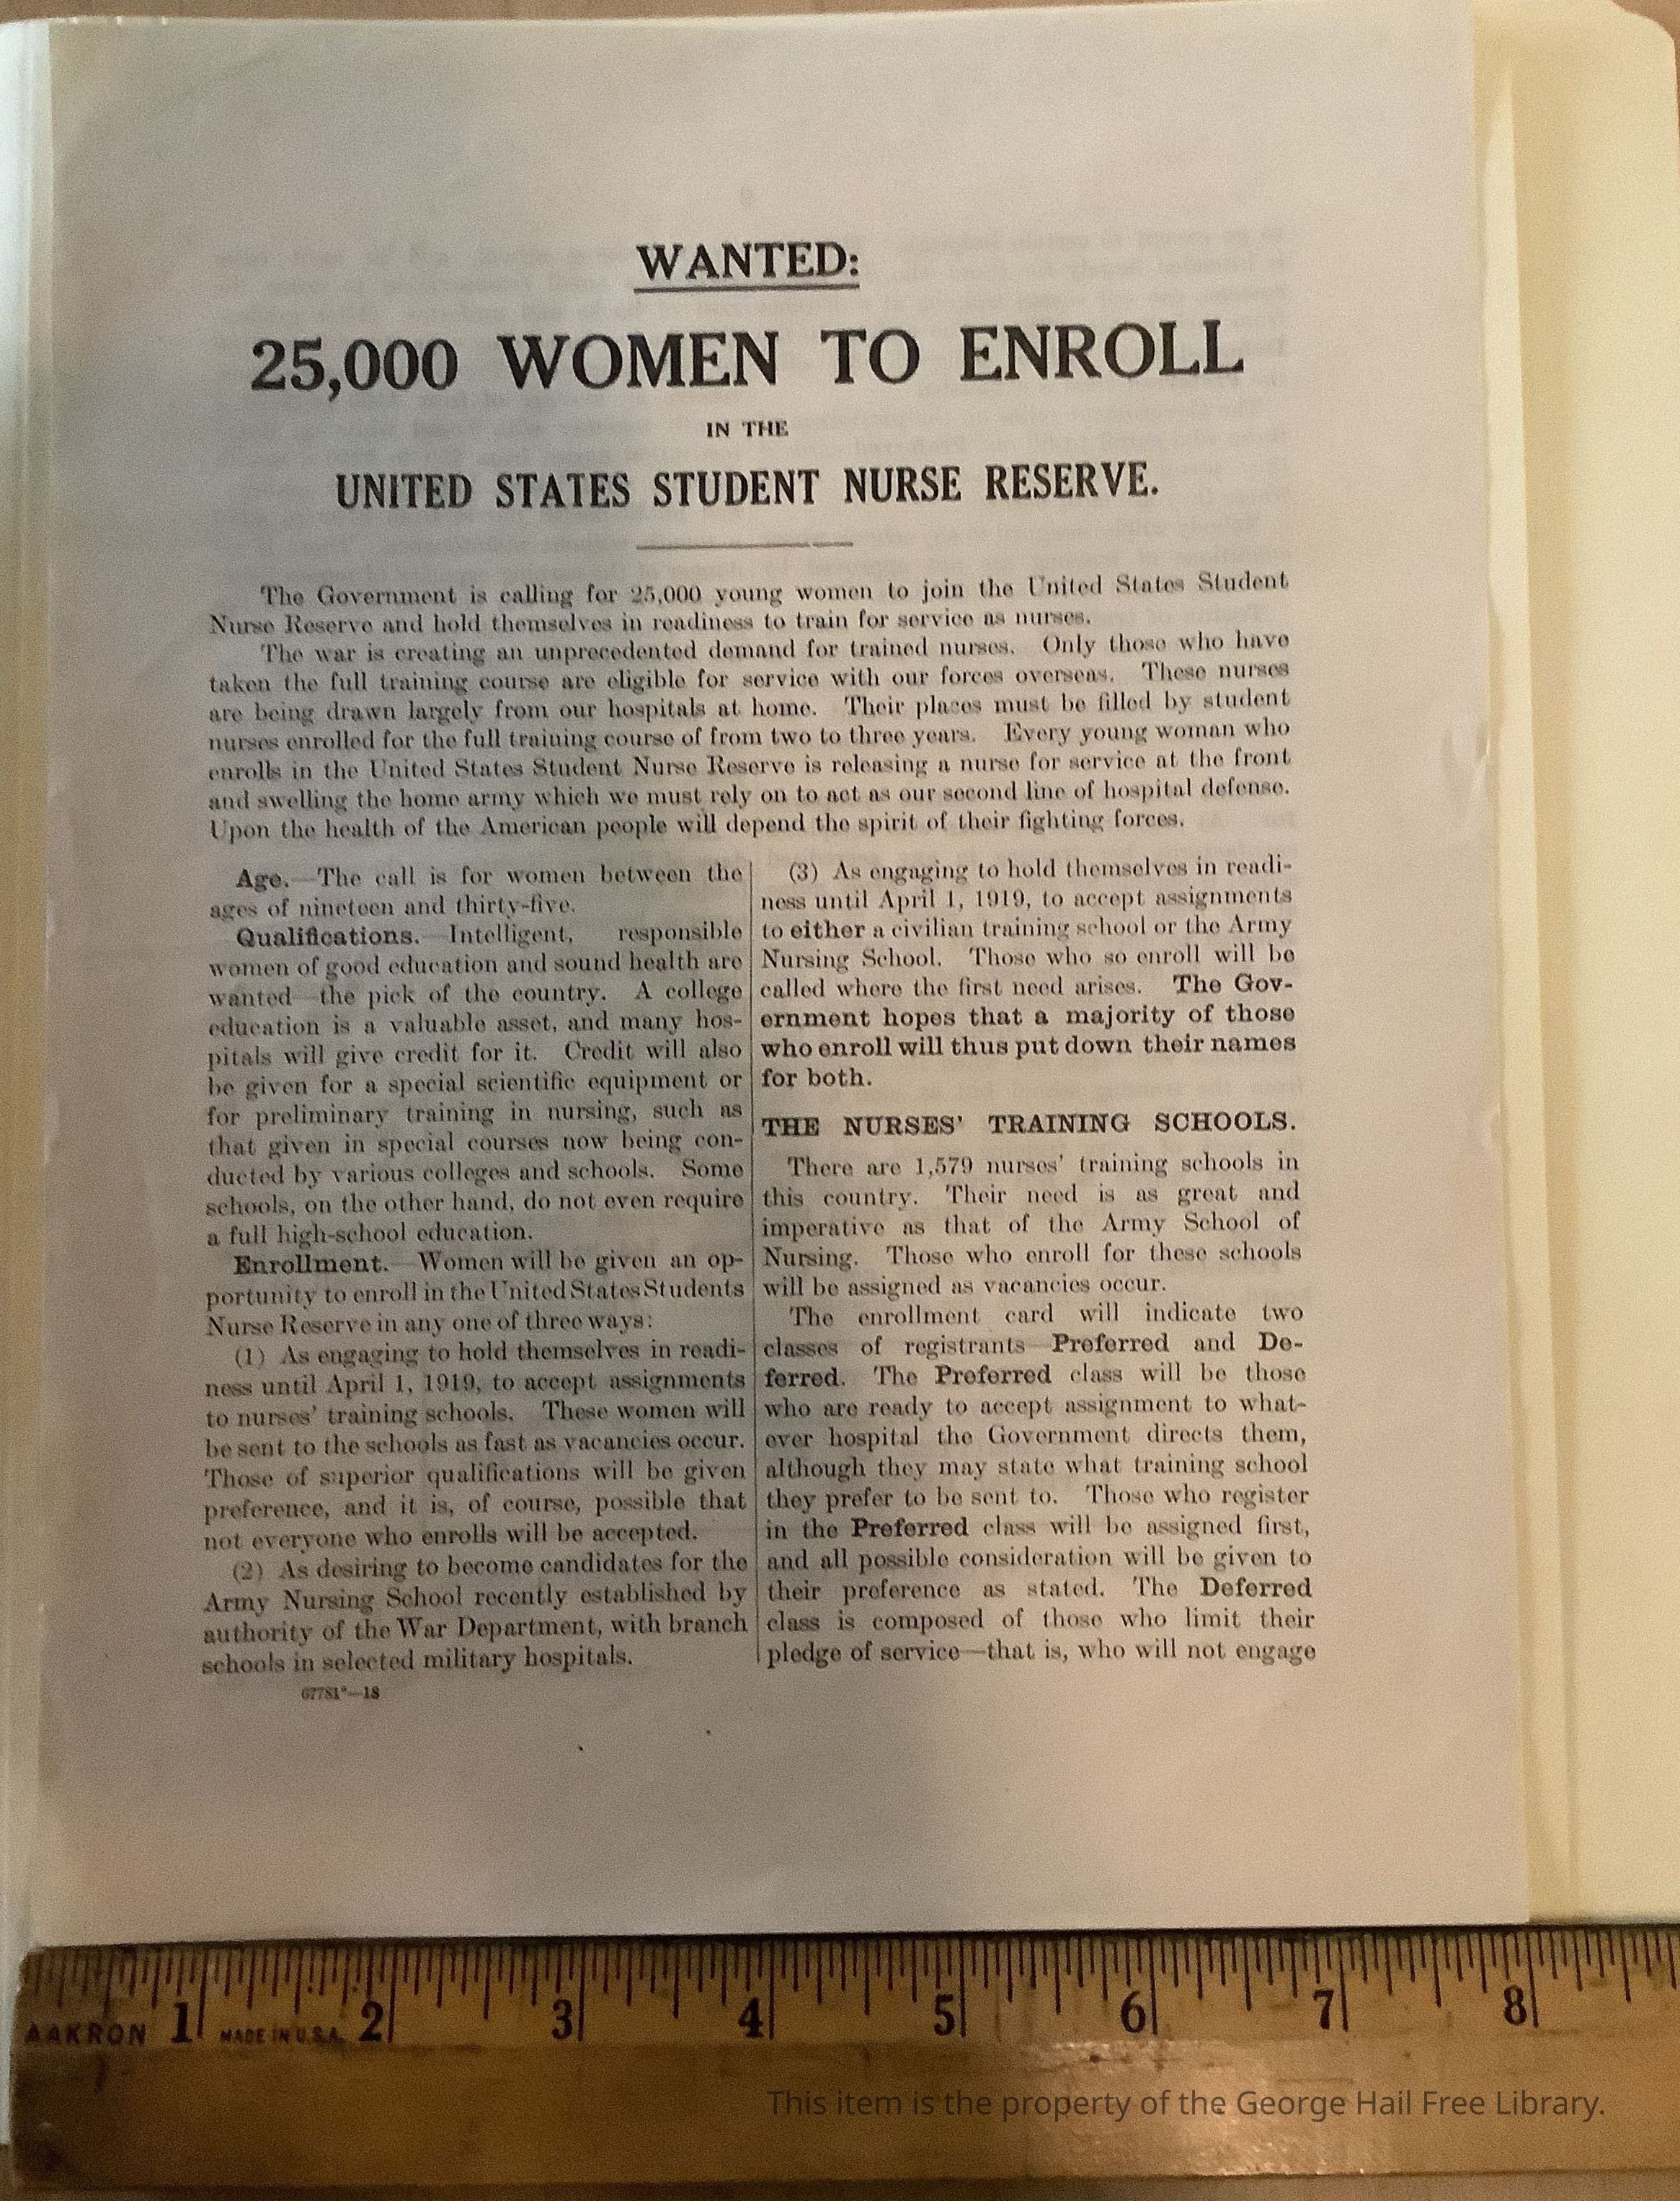 WANTED:
25,000 WOMEN TO ENROLL
IN THE
UNITED STATES STUDENT NURSE RESERVE.
The Government is calling for 25,000 young women to join the United States Student
Nurse Reserve and hold themselves in readiness to train for service as nurses.
The war is creating an unprecedented demand for trained nurses. Only those who have
taken the full training course are eligible for service with our forces overseas. These nurses
are being drawn largely from our hospitals at home. Their places must be filled by student
nurses enrolled for the full training course of from two to three years. Every young woman who
enrolls in the United States Student Nurse Reserve is releasing a nurse for service at the front
and swelling the home army which we must rely on to act as our second line of hospital defense.
Upon the health of the American people will depend the spirit of their fighting forces.
Age.—The call is for women between the
ages of nineteen and thirty-five.
Qualifications.—Intelligent, responsible
women of good education and sound health are
wanted—the pick of the country. A college
education is a valuable asset, and many hos-
pitals will give credit for it. Credit will also
be given for a special scientific equipment or
for preliminary training in nursing, such as
that given in special courses now being con-
ducted by various colleges and schools. Some
schools, on the other hand, do not even require
a full high-school education.
Enrollment.—Women will be given an op-
portunity to enroll in the United States Students
Nurse Reserve in any one of three ways:
(1) As engaging to hold themselves in readi-
ness until April 1, 1919, to accept assignments
to nurses' training schools. These women will
be sent to the schools as fast as vacancies occur.
Those of superior qualifications will be given
preference, and it is, of course, possible that
not everyone who enrolls will be accepted.
(2) As desiring to become candidates for the
Army Nursing School recently established by
authority of the War Department, with branch
schools in selected military hospitals.
67781°—18
(3) As engaging to hold themselves in readi-
ness until April 1, 1919, to accept assignments
to either a civilian training school or the Army
Nursing School. Those who so enroll will be
called where the first need arises. The Gov-
ernment hopes that a majority of those
who enroll will thus put down their names
for both.
THE NURSES' TRAINING SCHOOLS.
There are 1,579 nurses' training schools in
this country. Their need is as great and
imperative as that of the Army School of
Nursing. Those who enroll for these schools
will be assigned as vacancies occur.
The enrollment card will indicate two
classes of registrants—Preferred and De-
ferred. The Preferred class will be those
who are ready to accept assignment to what-
ever hospital the Government directs them,
although they may state what training school
they prefer to be sent to. Those who register
in the Preferred class will be assigned first,
and all possible consideration will be given to
their preference as stated. The Deferred
class is composed of those who limit their
pledge of service—that is, who will not engage
1 2 3 4 5 6 7 8
AAKRON MADE IN U.S.A.
This item is the property of the George Hail Free Library.